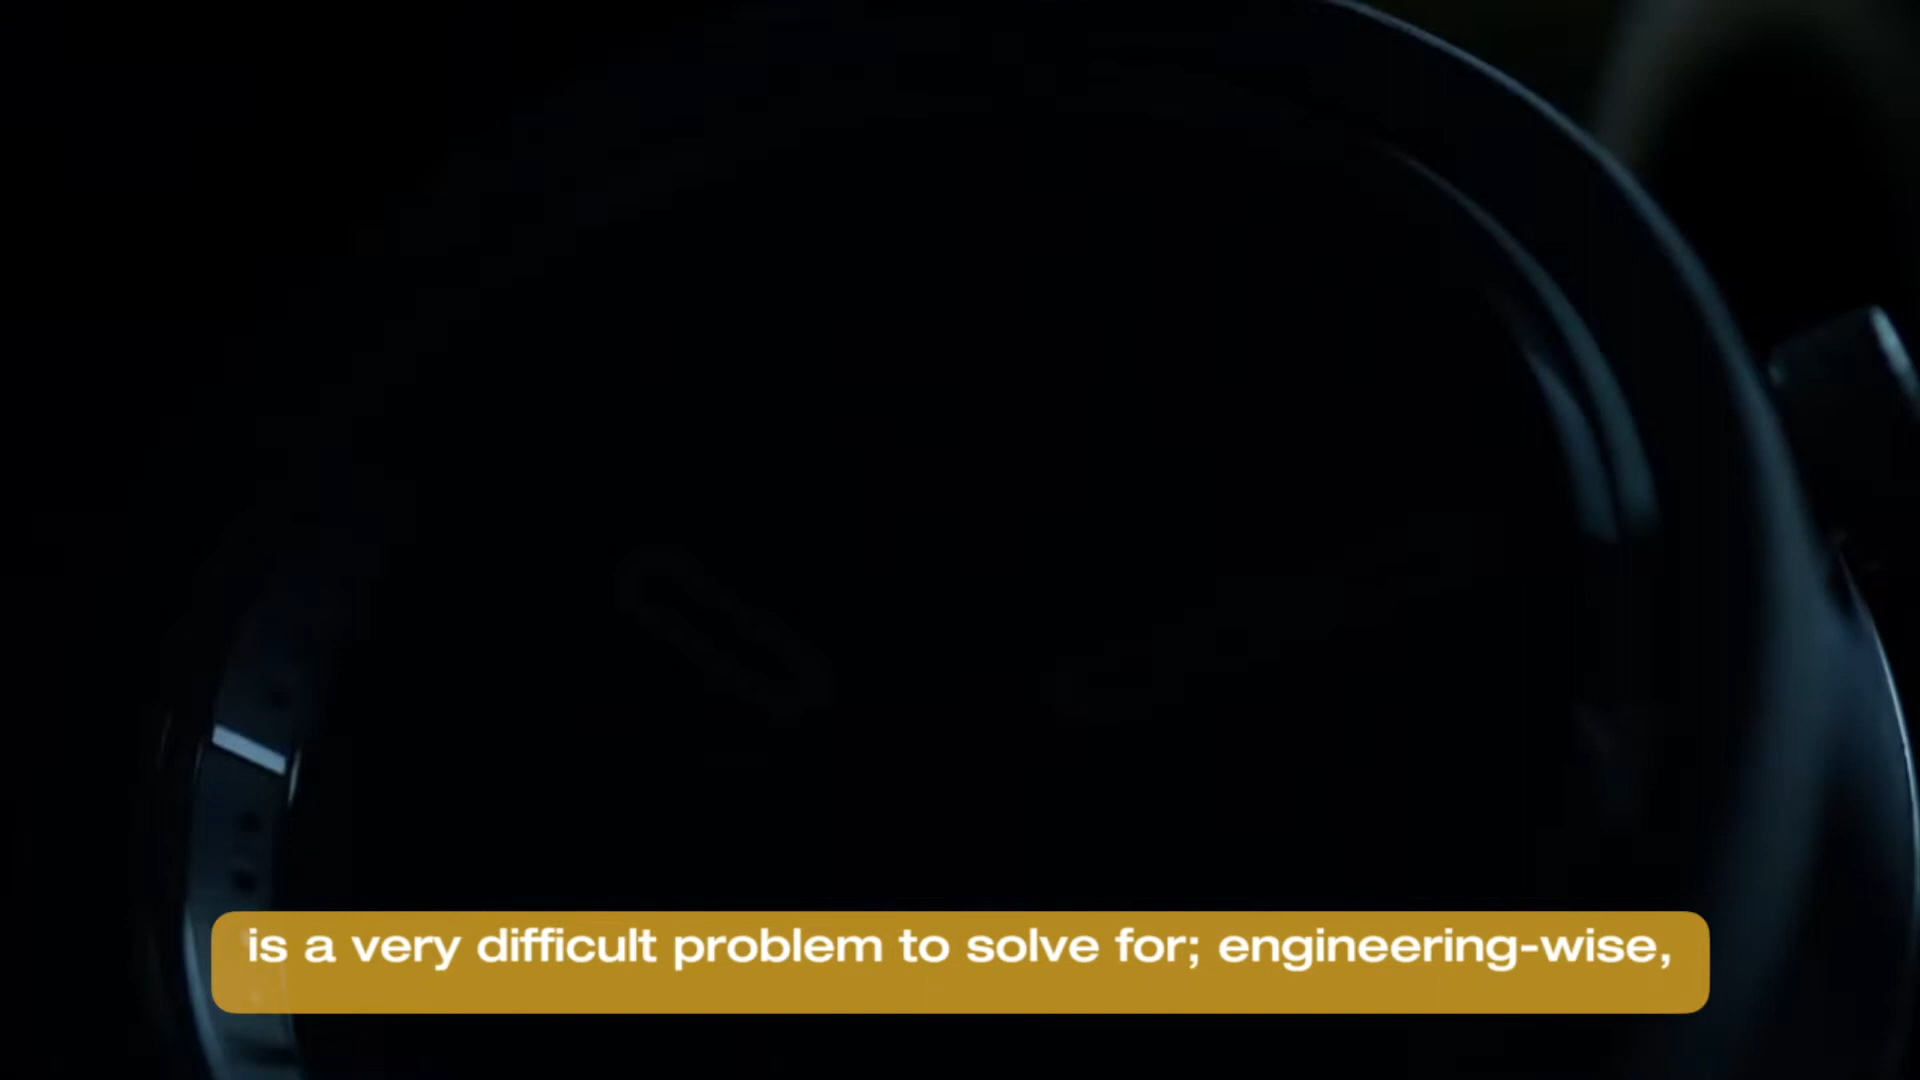 is a very difficult problem to solve for; engineering-wise,